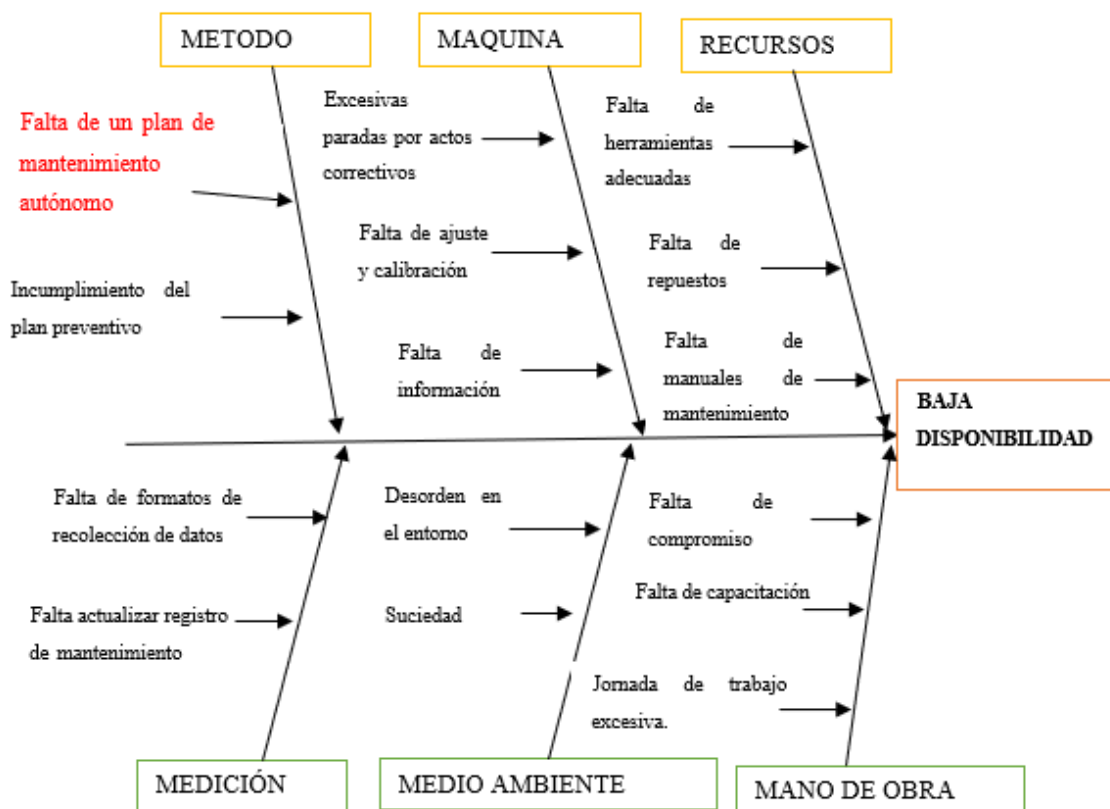 METODO
MAQUINA
RECURSOS
Falta de un plan de
mantenimiento
autónomo
Incumplimiento del
plan preventivo
Excesivas
paradas por actos
correctivos
Falta de ajuste
y calibración
Falta de
información
Falta de
herramientas
adecuadas
Falta de
repuestos
Falta de
manuales de
mantenimiento
BAJA
DISPONIBILIDAD
Falta de formatos de
recolección de datos
Falta actualizar registro
de mantenimiento
Desorden en
el entorno
Suciedad
Falta de
compromiso
Falta de capacitación
Jornada de trabajo
excesiva.
MEDICIÓN
MEDIO AMBIENTE
MANO DE OBRA